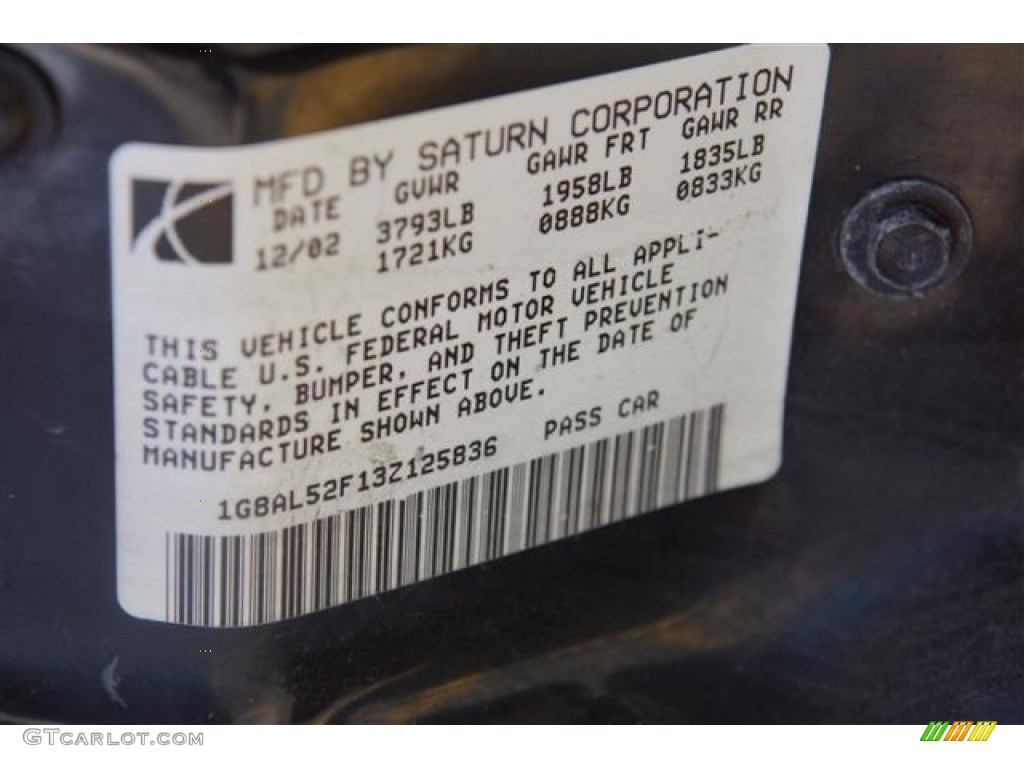 MFD BY SATURN CORPORATION
DATE GVWR GAWR FRT GAWR RR
12/02 3793LB 1958LB 1835LB
1721KG 0888KG 0833KG
THIS VEHICLE CONFORMS TO ALL APPLI-
CABLE U.S. FEDERAL MOTOR VEHICLE
SAFETY, BUMPER, AND THEFT PREVENTION
STANDARDS IN EFFECT ON THE DATE OF
MANUFACTURE SHOWN ABOVE.
1G8AL52F13Z125836 PASS CAR
GTCARLOT.COM